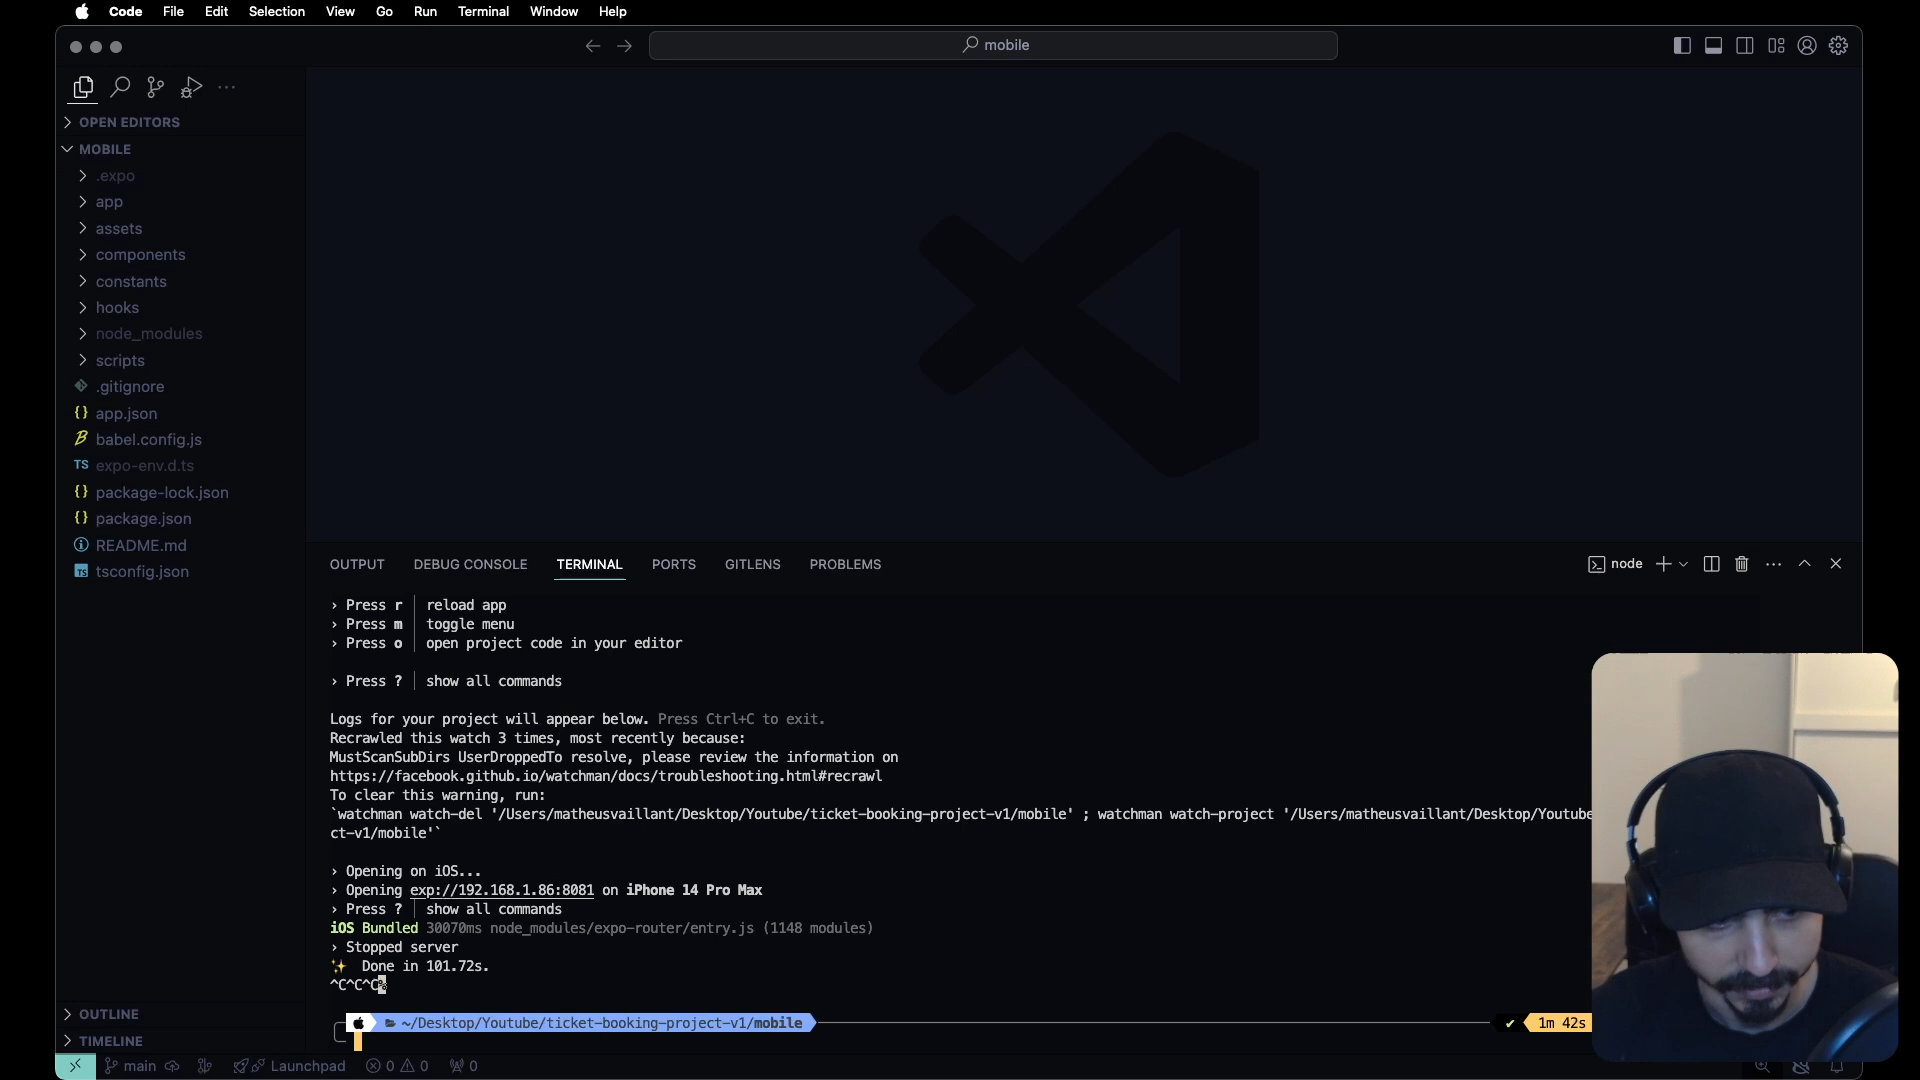 Code File Edit Selection View Go Run Terminal Window Help
mobile
OPEN EDITORS
MOBILE
.expo
app
assets
components
constants
hooks
node_modules
scripts
.gitignore
{} app.json
babel.config.js
TS expo-env.d.ts
{} package-lock.json
{} package.json
README.md
TS tsconfig.json
OUTLINE
TIMELINE
OUTPUT DEBUG CONSOLE TERMINAL PORTS GITLENS PROBLEMS
node
› Press r │ reload app
› Press m │ toggle menu
› Press o │ open project code in your editor
› Press ? │ show all commands
Logs for your project will appear below. Press Ctrl+C to exit.
Recrawled this watch 3 times, most recently because:
MustScanSubDirs UserDroppedTo resolve, please review the information on
https://facebook.github.io/watchman/docs/troubleshooting.html#recrawl
To clear this warning, run:
`watchman watch-del '/Users/matheusvaillant/Desktop/Youtube/ticket-booking-project-v1/mobile' ; watchman watch-project '/Users/matheusvaillant/Desktop/Youtube
ct-v1/mobile'`
› Opening on iOS...
› Opening exp://192.168.1.86:8081 on iPhone 14 Pro Max
› Press ? │ show all commands
iOS Bundled 30070ms node_modules/expo-router/entry.js (1148 modules)
› Stopped server
✨ Done in 101.72s.
^C^C^C%
~/Desktop/Youtube/ticket-booking-project-v1/mobile ✔ 1m 42s
main Launchpad 0 0 0